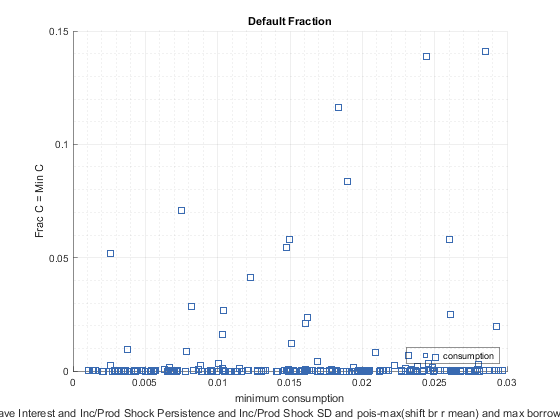 Default Fraction
0.15
0.1
0.05
0
Frac C = Min C
consumption
0 0.005 0.01 0.015 0.02 0.025 0.03
minimum consumption
Interest and Inc/Prod Shock Persistence and Inc/Prod Shock SD and pois-max(shift br r mean) and max